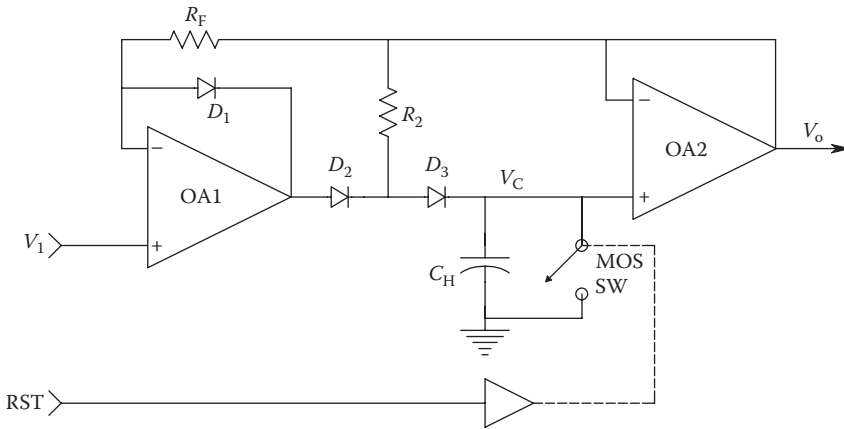 R_F
D_1
−
OA1
+
V_1
D_2
R_2
D_3
V_C
C_H
MOS
SW
−
OA2
+
V_o
RST